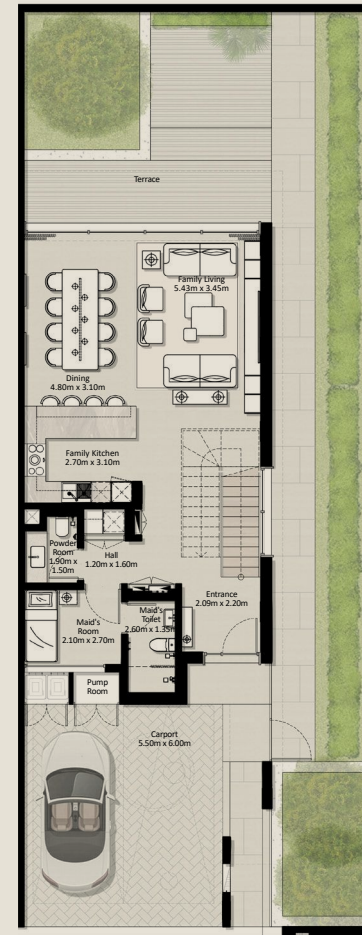 Terrace
Family Living
5.43m x 3.45m
Dining
4.80m x 3.10m
Family Kitchen
2.70m x 3.10m
Powder
Room
1.90m x
1.50m
Hall
1.20m x 1.60m
Maid's
Room
2.10m x 2.70m
Maid's
Toilet
2.60m x 1.35m
Entrance
2.09m x 2.20m
Pump
Room
Carport
5.50m x 6.00m